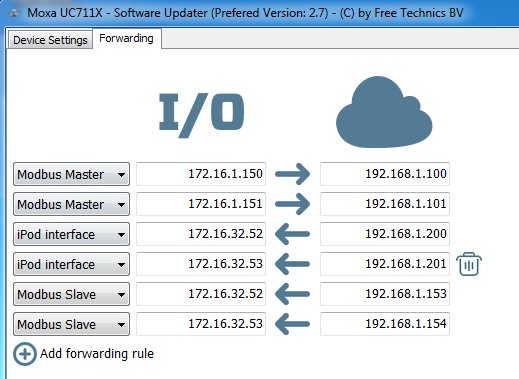 Moxa UC711X - Software Updater (Prefered Version: 2.7) - (C) by Free Technics BV
Device Settings Forwarding
I/O
Modbus Master 172.16.1.150 192.168.1.100
Modbus Master 172.16.1.151 192.168.1.101
iPod interface 172.16.32.52 192.168.1.200
iPod interface 172.16.32.53 192.168.1.201
Modbus Slave 172.16.32.52 192.168.1.153
Modbus Slave 172.16.32.53 192.168.1.154
Add forwarding rule